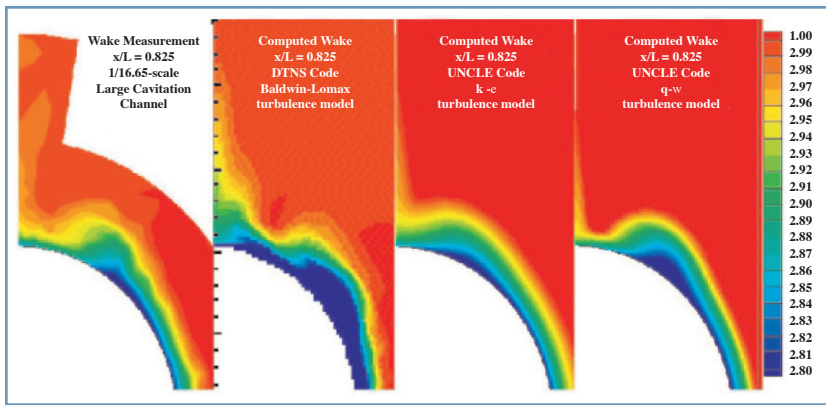 Wake Measurement
x/L = 0.825
1/16.65-scale
Large Cavitation
Channel
Computed Wake
x/L = 0.825
DTNS Code
Baldwin-Lomax
turbulence model
Computed Wake
x/L = 0.825
UNCLE Code
k -e
turbulence model
Computed Wake
x/L = 0.825
UNCLE Code
q-w
turbulence model
1.00
2.99
2.98
2.97
2.96
2.95
2.94
2.93
2.92
2.91
2.90
2.89
2.88
2.87
2.86
2.85
2.84
2.83
2.82
2.81
2.80